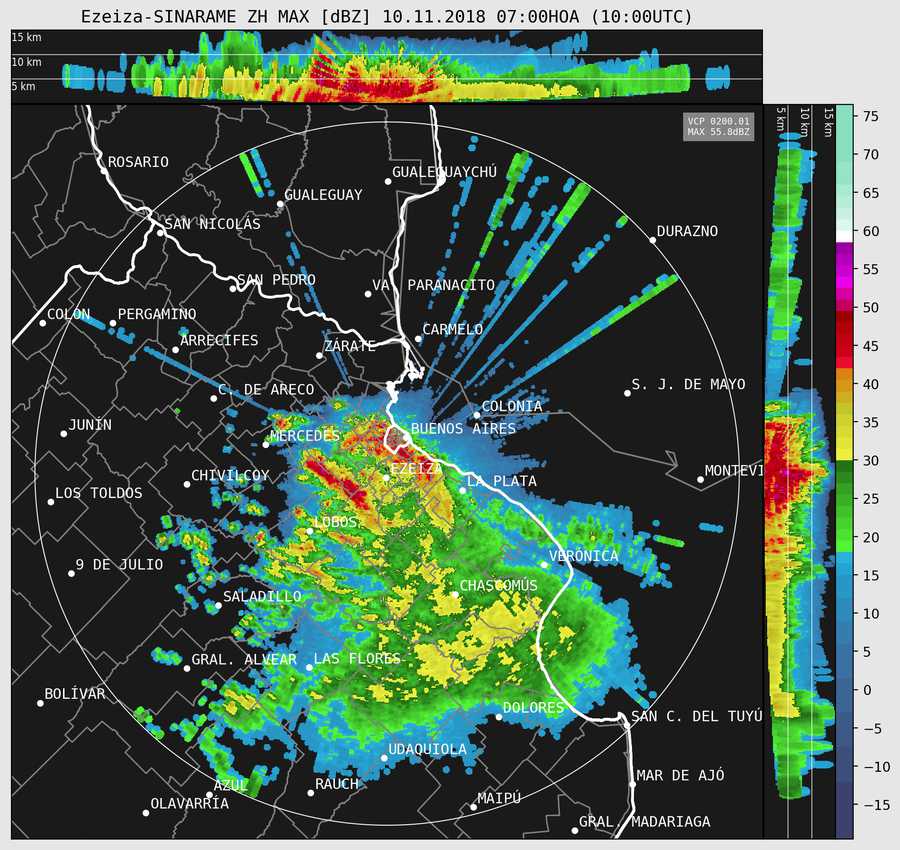 Ezeiza-SINARAME ZH MAX [dBZ] 10.11.2018 07:00HOA (10:00UTC)
15 km
10 km
5 km
5 km
10 km
15 km
VCP 0200.01
MAX 55.8dBZ
75
70
65
60
55
50
45
40
35
30
25
20
15
10
5
0
−5
−10
−15
ROSARIO
GUALEGUAYCHÚ
GUALEGUAY
SAN NICOLÁS
DURAZNO
SAN PEDRO
VA. PARANACITO
COLÓN
PERGAMINO
CARMELO
ARRECIFES
ZÁRATE
C. DE ARECO
S. J. DE MAYO
COLONIA
JUNÍN
MERCEDES
BUENOS AIRES
EZEIZA
CHIVILCOY
LA PLATA
MONTEVI
LOS TOLDOS
LOBOS
VERÓNICA
9 DE JULIO
CHASCOMÚS
SALADILLO
GRAL. ALVEAR
LAS FLORES
BOLÍVAR
DOLORES
SAN C. DEL TUYÚ
UDAQUIOLA
MAR DE AJÓ
AZUL
RAUCH
OLAVARRÍA
MAIPÚ
GRAL. MADARIAGA